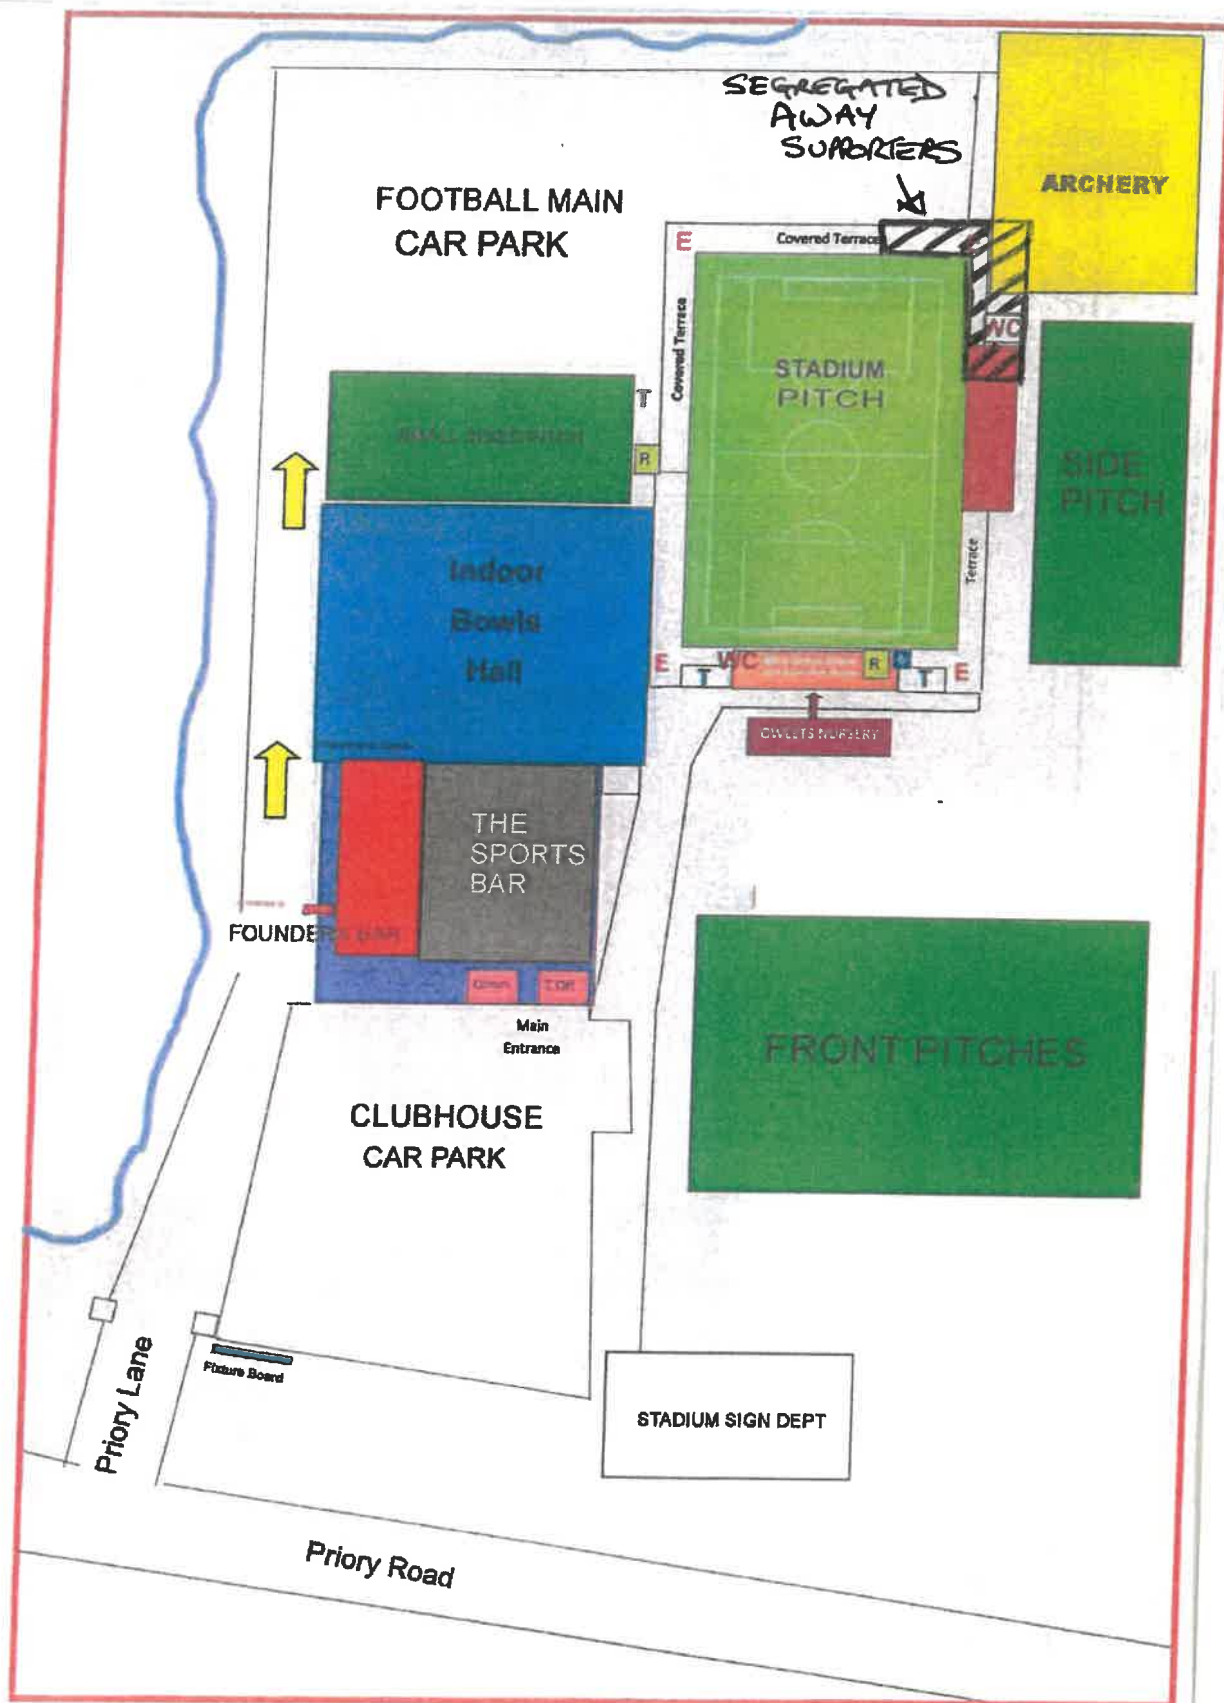 SEGREGATED
AWAY
SUPPORTERS
ARCHERY
FOOTBALL MAIN
CAR PARK
E
Covered Terrace
Covered Terrace
WC
STADIUM
PITCH
R
SIDE
PITCH
Indoor
Bowls
Hall
Terrace
E
WC
R
T
T
E
OWLETS NURSERY
THE
SPORTS
BAR
FOUNDERS BAR
Main
Entrance
FRONT PITCHES
CLUBHOUSE
CAR PARK
Priory Lane
Fixture Board
STADIUM SIGN DEPT
Priory Road